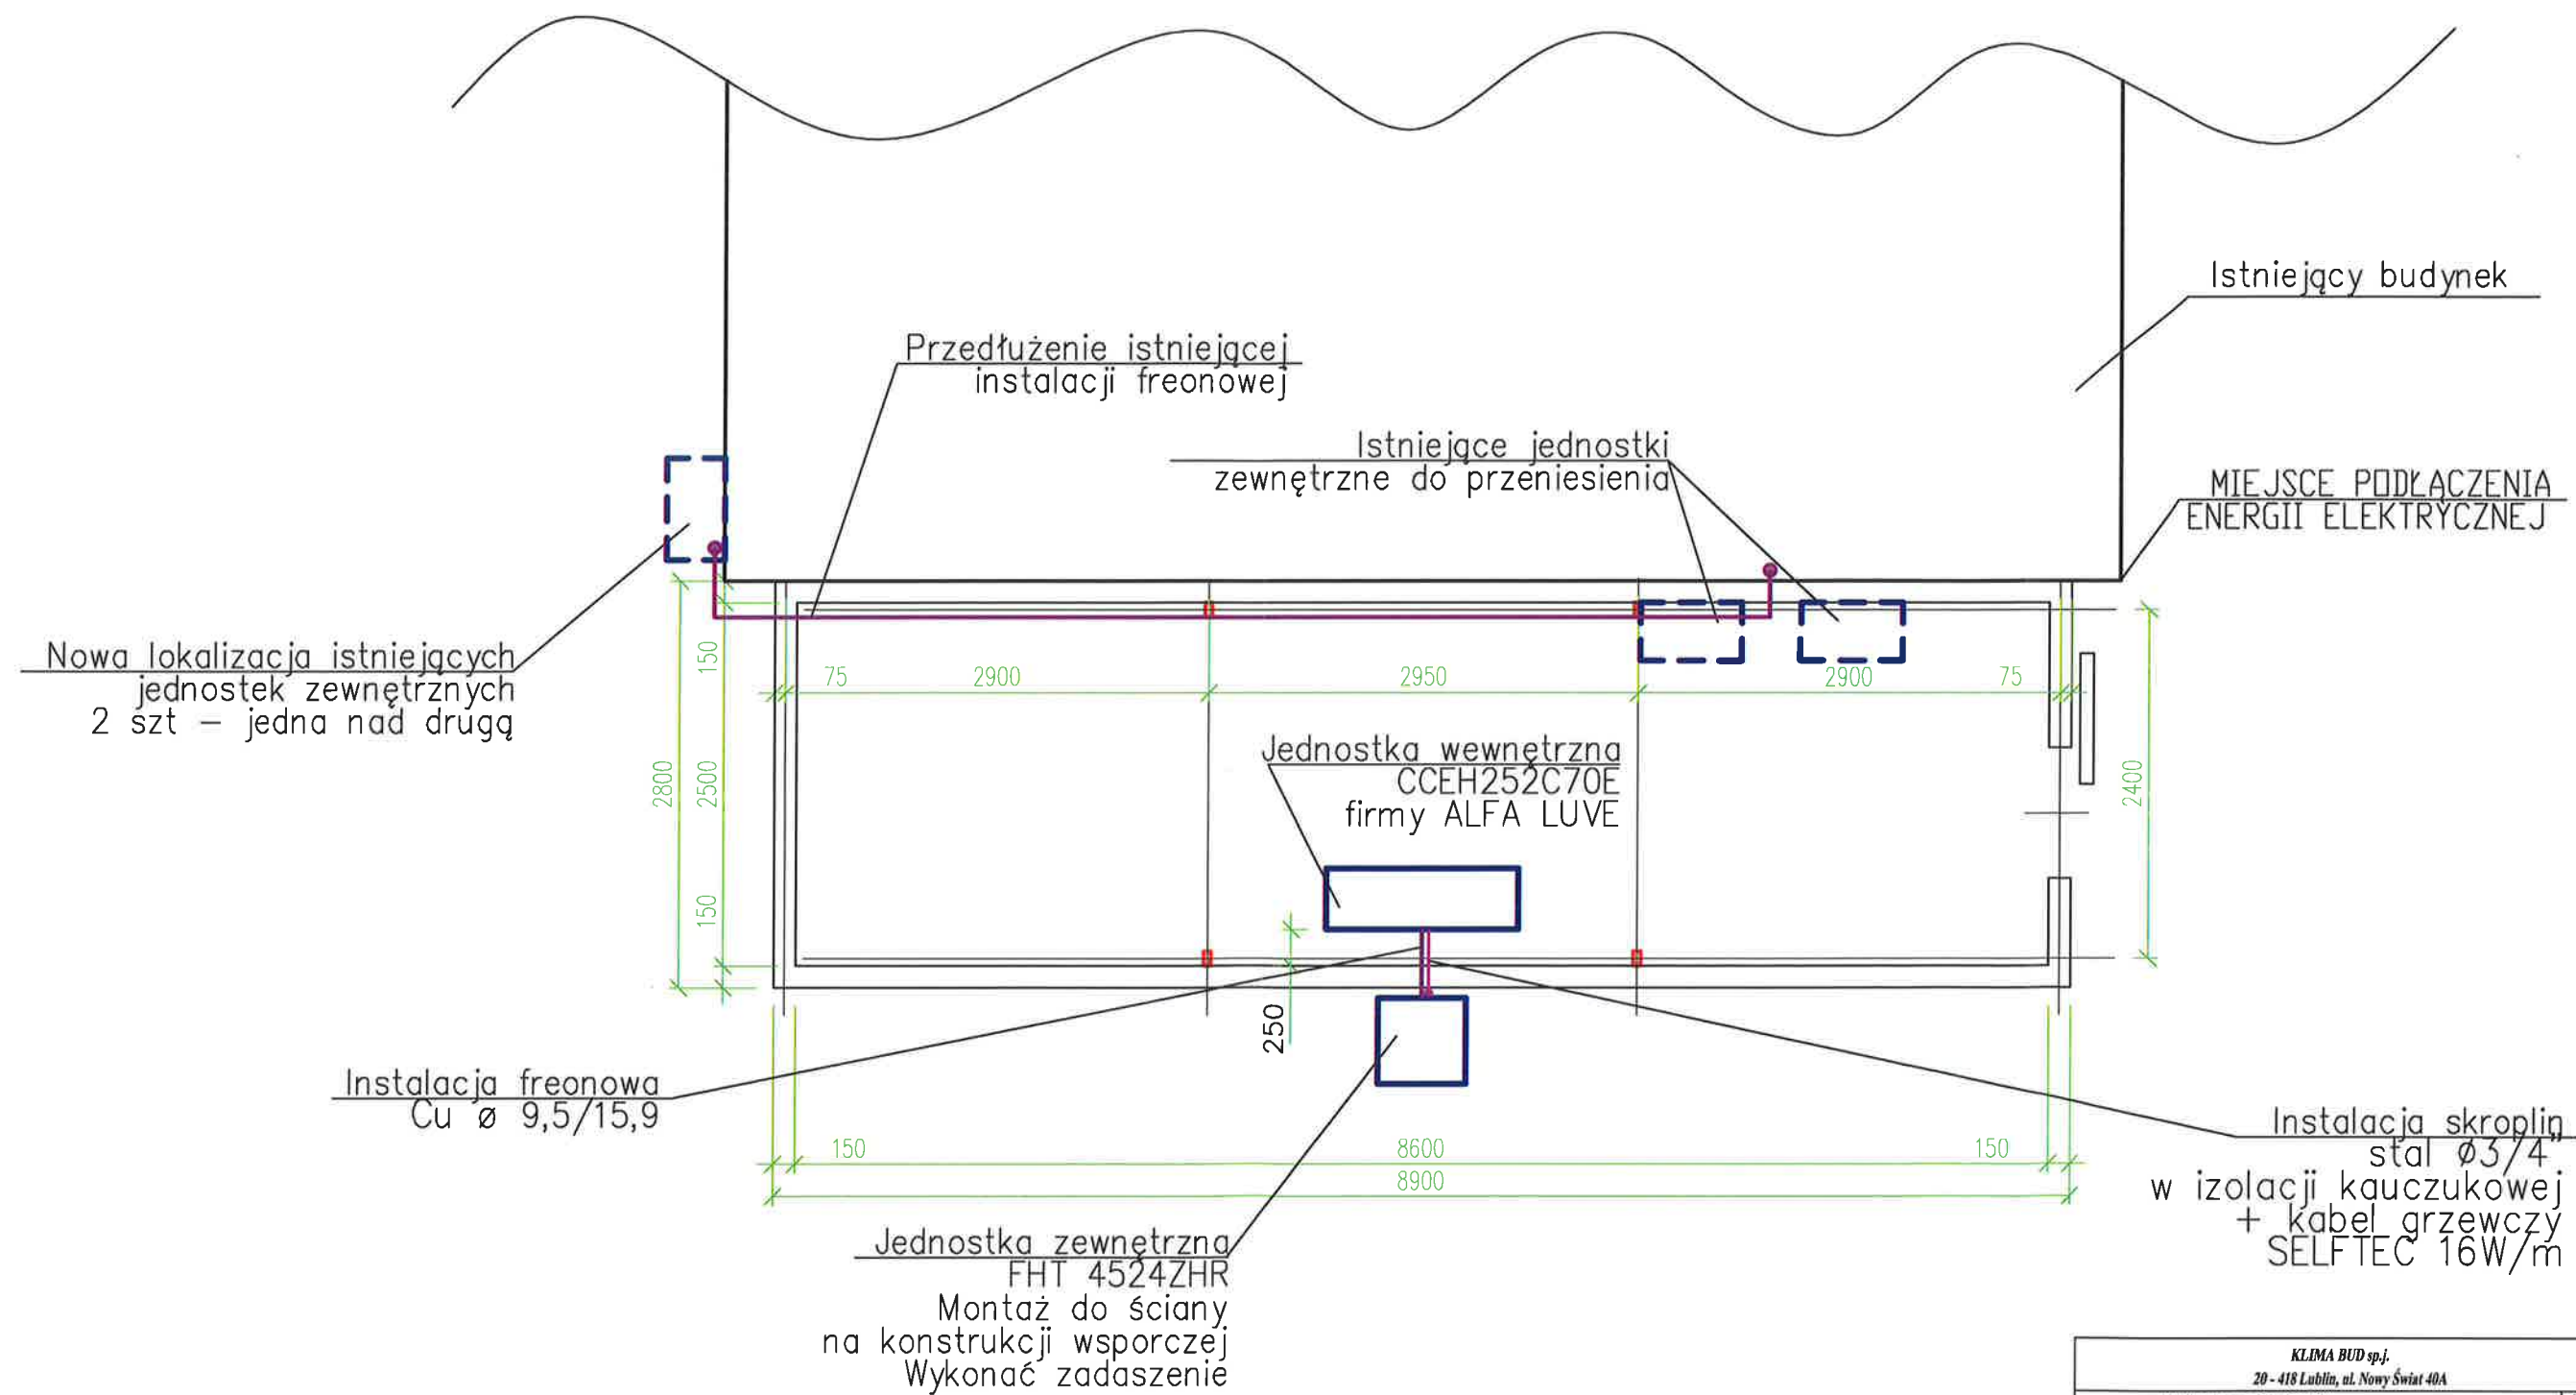 Istniejący budynek
Przedłużenie istniejącej
instalacji freonowej
Istniejące jednostki
zewnętrzne do przeniesienia
MIEJSCE PODŁĄCZENIA
ENERGII ELEKTRYCZNEJ
Nowa lokalizacja istniejących
jednostek zewnętrznych
2 szt – jedna nad drugą
150
75
2900
2950
2900
75
2800
2500
2400
150
Jednostka wewnętrzna
CCEH252C70E
firmy ALFA LUVE
250
Instalacja freonowa
Cu ø 9,5/15,9
150
8600
150
8900
Instalacja skroplin
stal ø3/4"
w izolacji kauczukowej
+ kabel grzewczy
SELFTEC 16W/m
Jednostka zewnętrzna
FHT 4524ZHR
Montaż do ściany
na konstrukcji wsporczej
Wykonać zadaszenie
KLIMA BUD sp.j.
20 - 418 Lublin, ul. Nowy Świat 40A